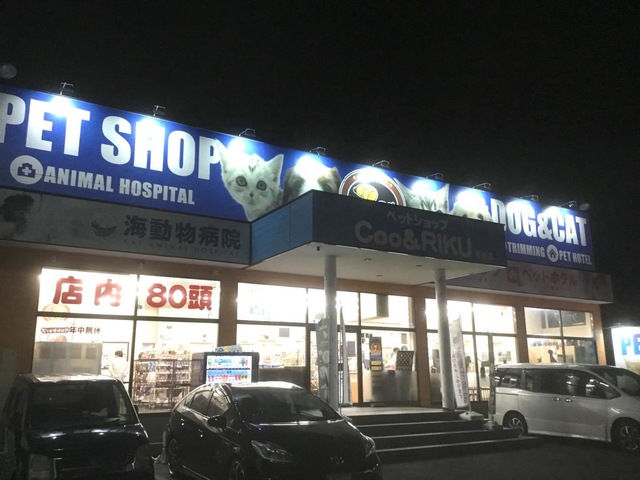 PET SHOP
ANIMAL HOSPITAL
DOG&CAT
TRIMMING PET HOTEL
海動物病院
ペットショップ
Coo&RIKU
ペットホテル
店内 80頭
年中無休
PE